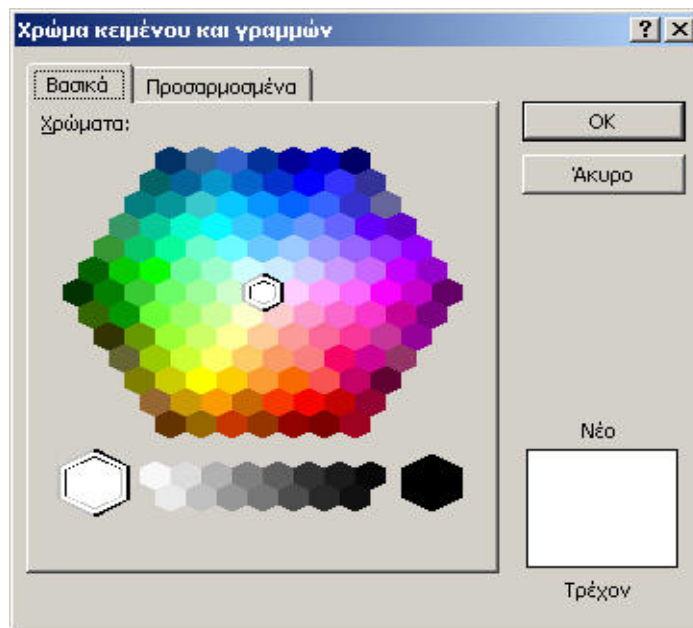 Χρώμα κειμένου και γραμμών
Βασικά
Προσαρμοσμένα
Χρώματα:
OK
Άκυρο
Νέο
Τρέχον